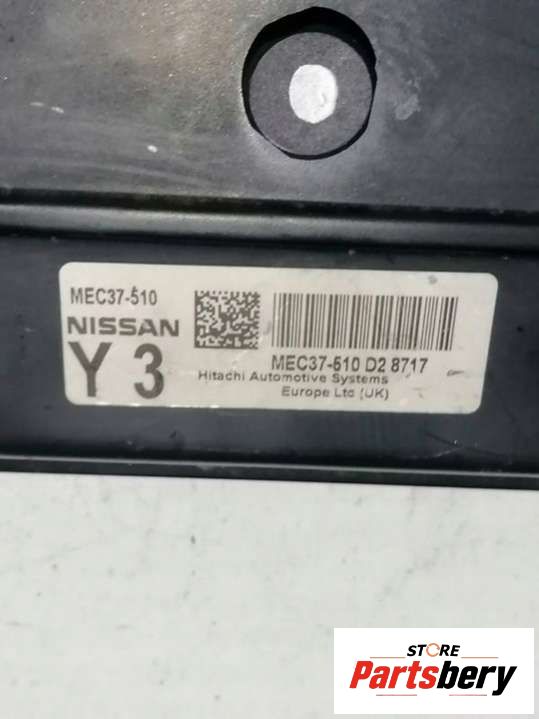 MEC37-510
NISSAN
Y 3
MEC37-510 D2 8717
Hitachi Automotive Systems
Europe Ltd (UK)
STORE
Partsbery